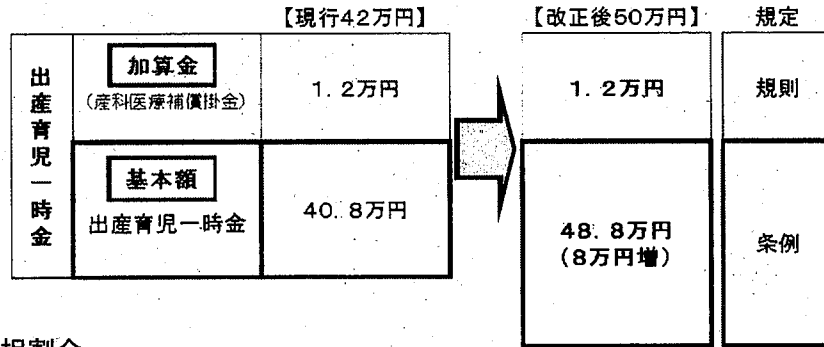 【現行42万円】 【改正後50万円】 規定
出産育児一時金
加算金 1.2万円 1.2万円 規則
(産科医療補償掛金)
基本額
出産育児一時金 40.8万円 48.8万円 条例
(8万円増)